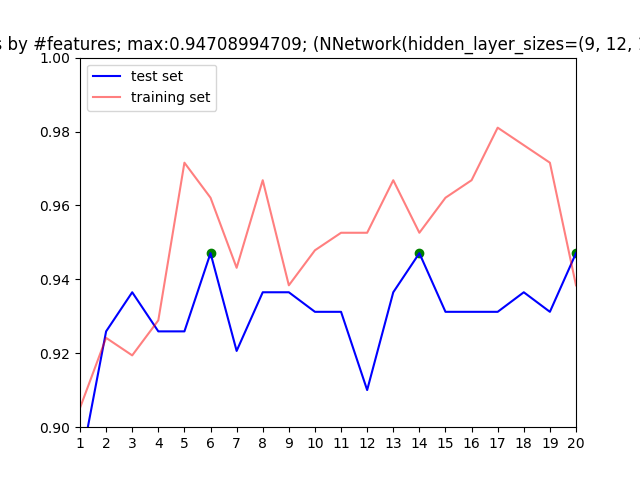 s by #features; max:0.94708994709; (NNetwork(hidden_layer_sizes=(9, 12,
1.00
test set
training set
0.98
0.96
0.94
0.92
0.90
1 2 3 4 5 6 7 8 9 10 11 12 13 14 15 16 17 18 19 20